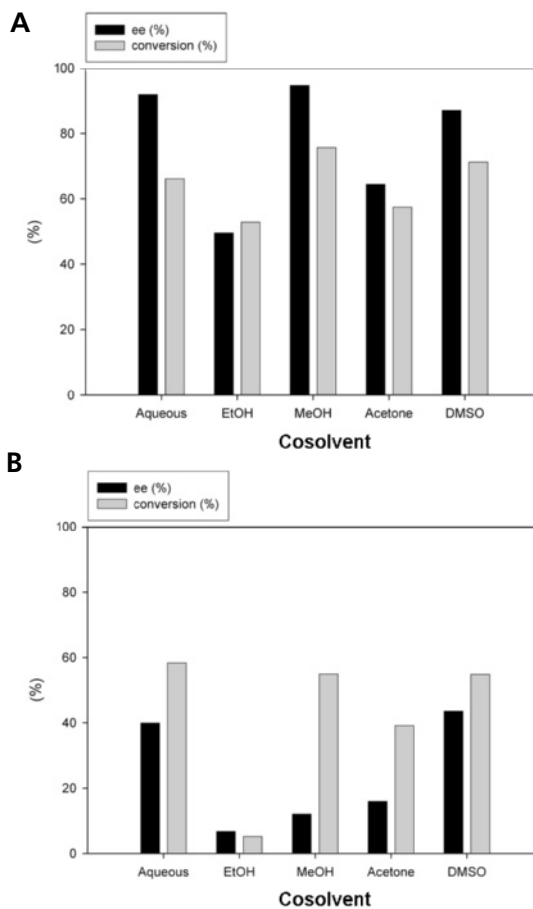 A
ee (%)
conversion (%)
100
80
60
40
20
0
(%)
Aqueous EtOH MeOH Acetone DMSO
Cosolvent
B
ee (%)
conversion (%)
100
80
60
40
20
0
(%)
Aqueous EtOH MeOH Acetone DMSO
Cosolvent